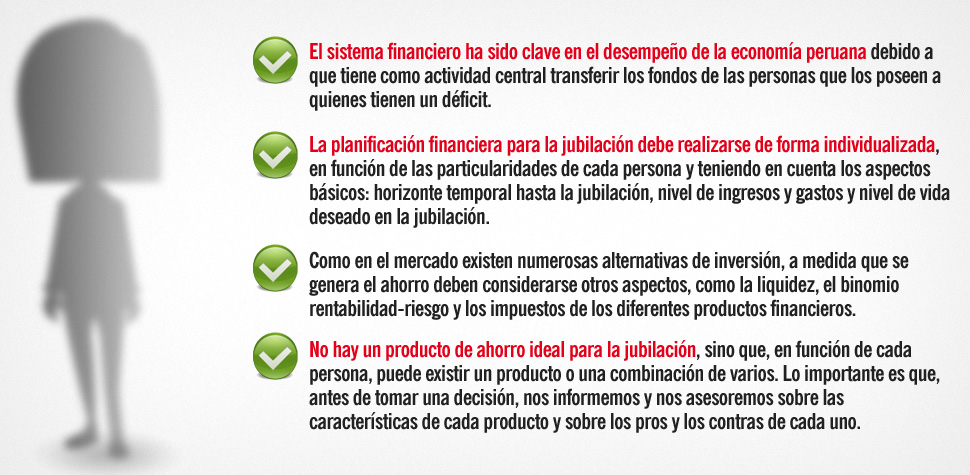 El sistema financiero ha sido clave en el desempeño de la economía peruana debido a
que tiene como actividad central transferir los fondos de las personas que los poseen a
quienes tienen un déficit.
La planificación financiera para la jubilación debe realizarse de forma individualizada,
en función de las particularidades de cada persona y teniendo en cuenta los aspectos
básicos: horizonte temporal hasta la jubilación, nivel de ingresos y gastos y nivel de vida
deseado en la jubilación.
Como en el mercado existen numerosas alternativas de inversión, a medida que se
genera el ahorro deben considerarse otros aspectos, como la liquidez, el binomio
rentabilidad-riesgo y los impuestos de los diferentes productos financieros.
No hay un producto de ahorro ideal para la jubilación, sino que, en función de cada
persona, puede existir un producto o una combinación de varios. Lo importante es que,
antes de tomar una decisión, nos informemos y nos asesoremos sobre las
características de cada producto y sobre los pros y los contras de cada uno.